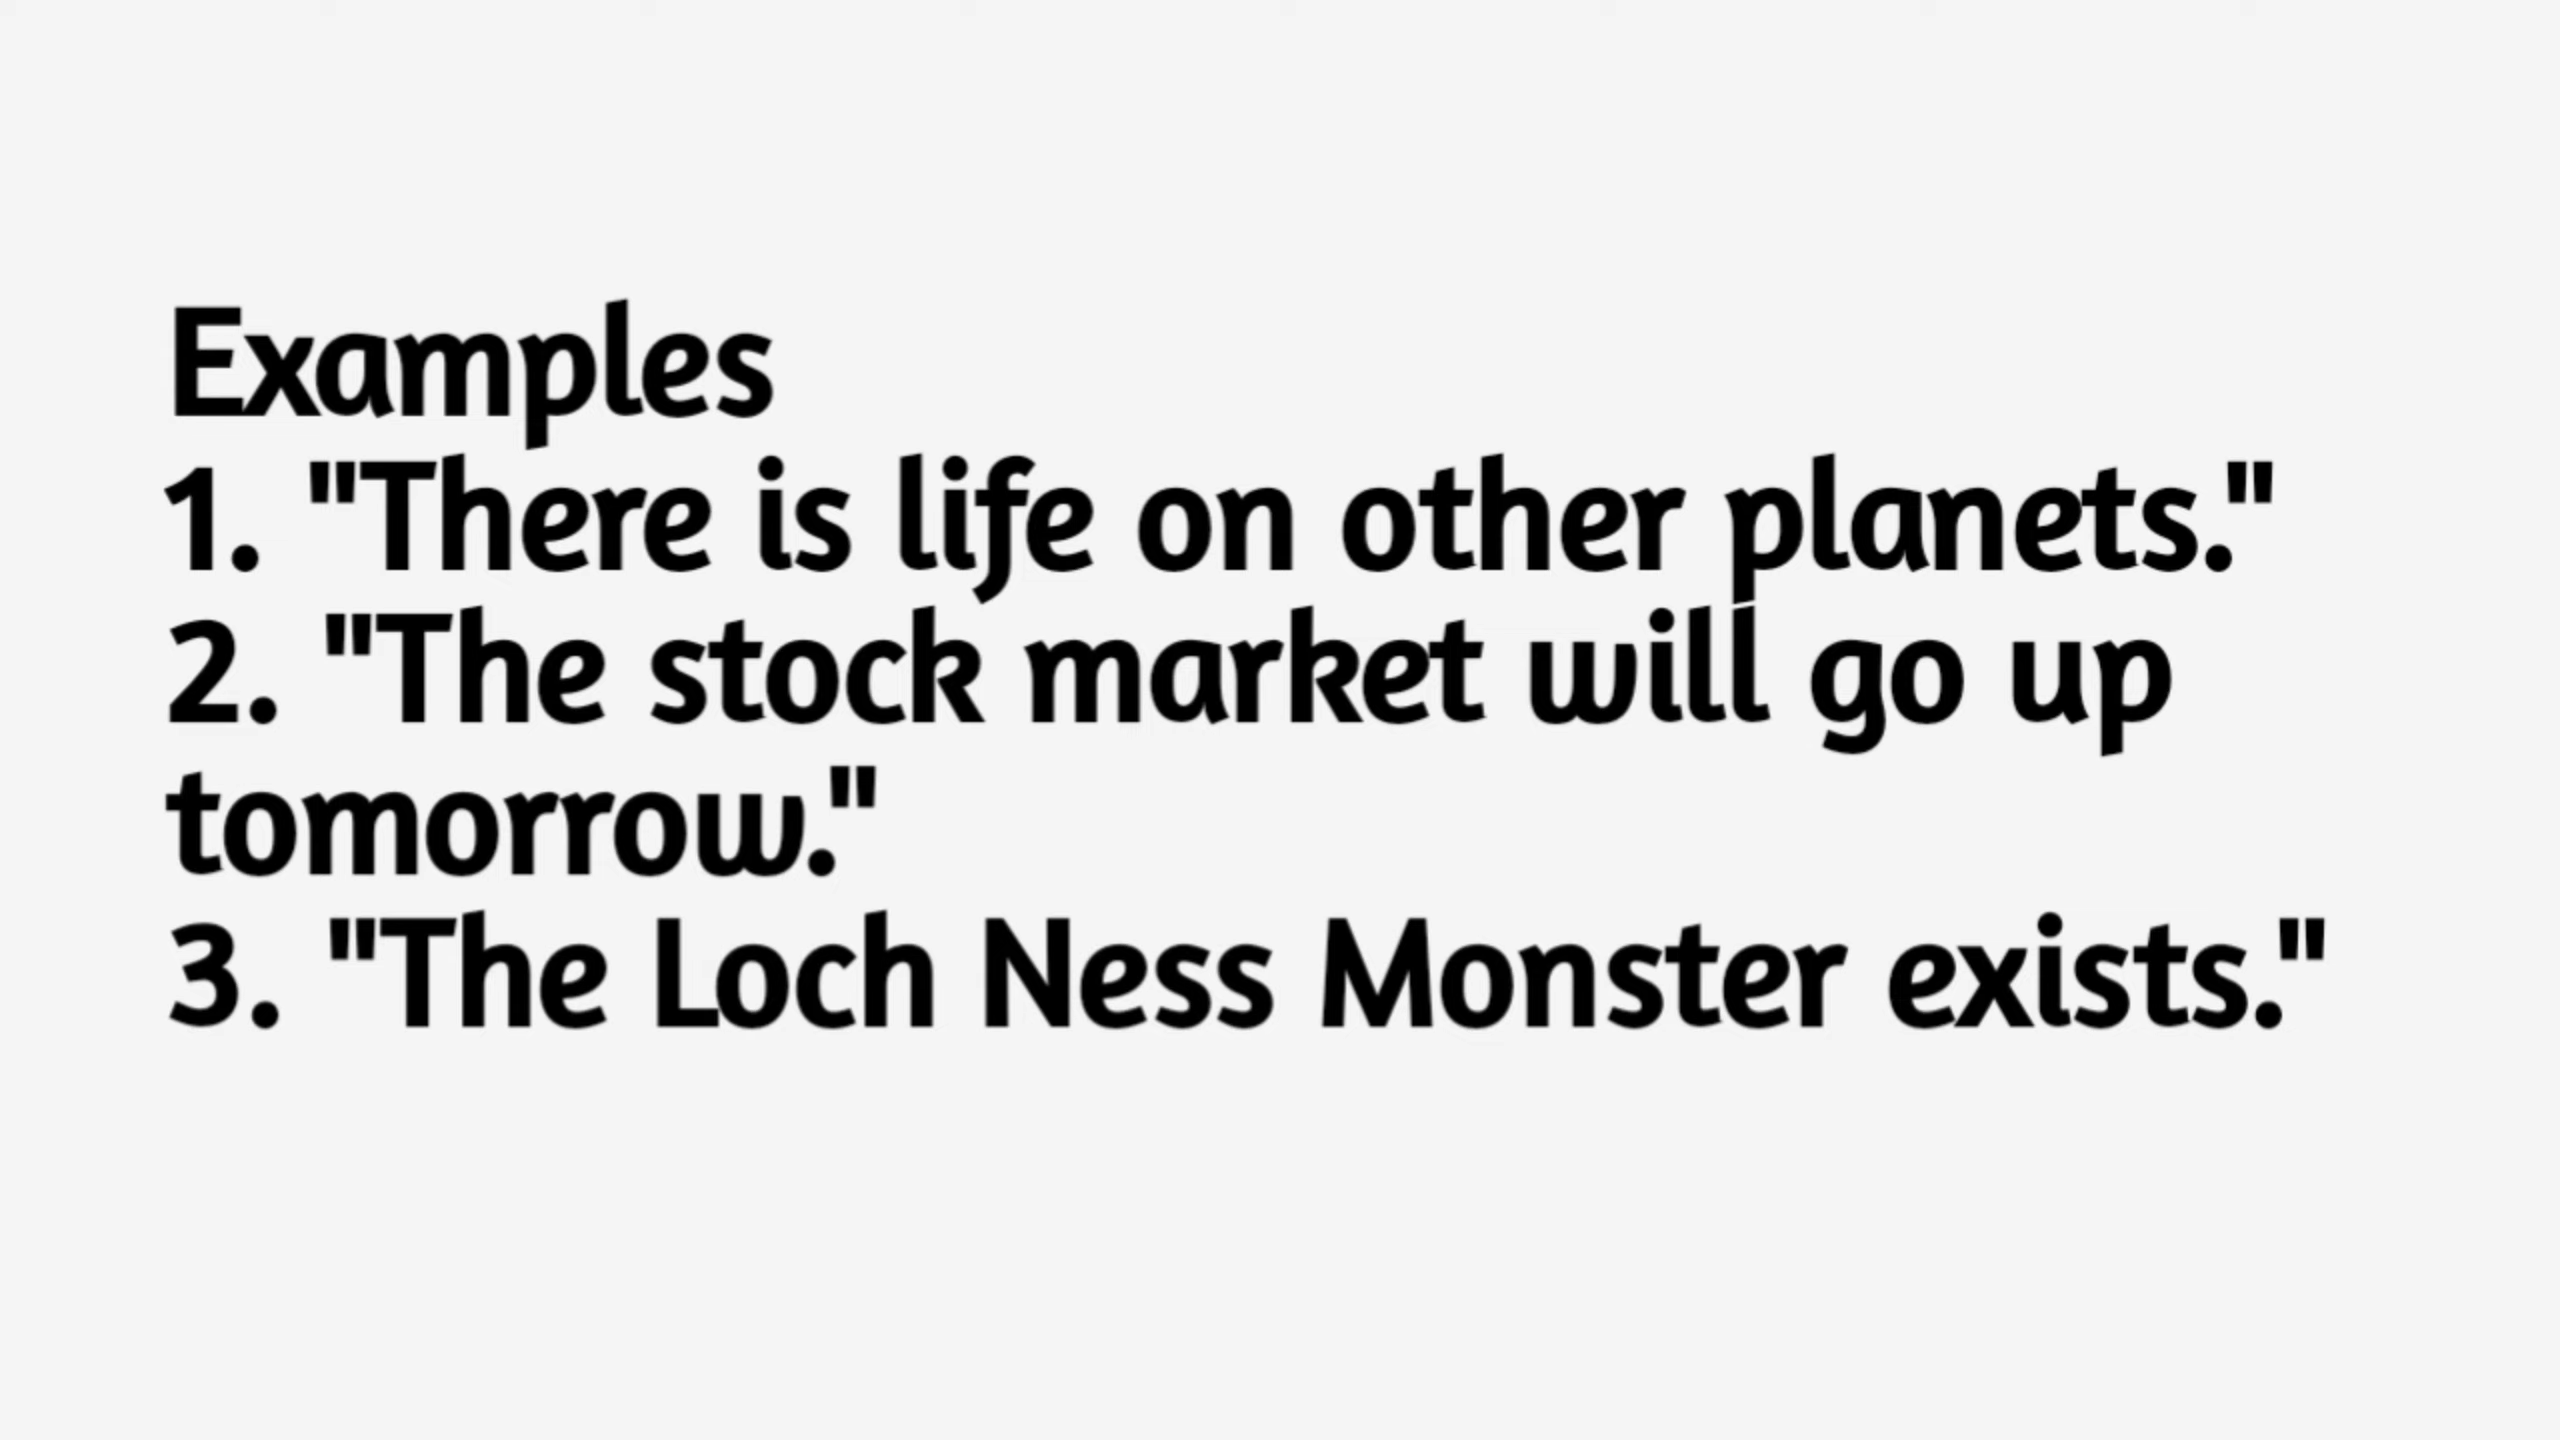 Examples
1. "There is life on other planets."
2. "The stock market will go up
tomorrow."
3. "The Loch Ness Monster exists."